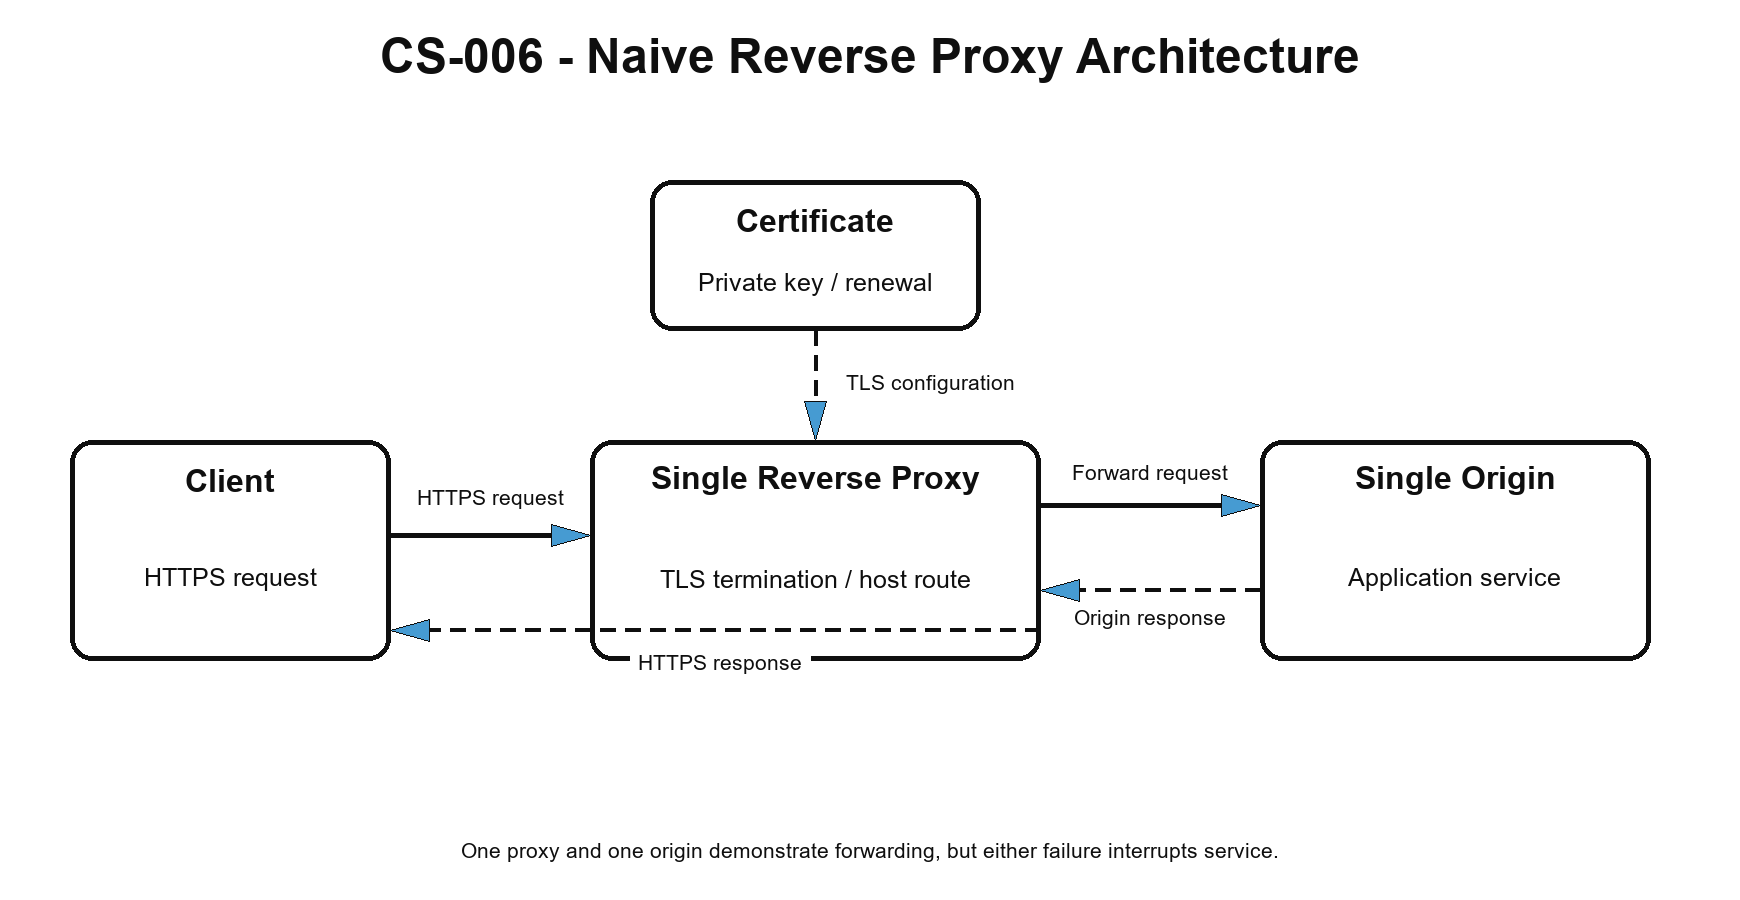 CS-006 - Naive Reverse Proxy Architecture
Certificate
Private key / renewal
TLS configuration
Client
HTTPS request
HTTPS request
Single Reverse Proxy
TLS termination / host route
HTTPS response
Forward request
Origin response
Single Origin
Application service
One proxy and one origin demonstrate forwarding, but either failure interrupts service.